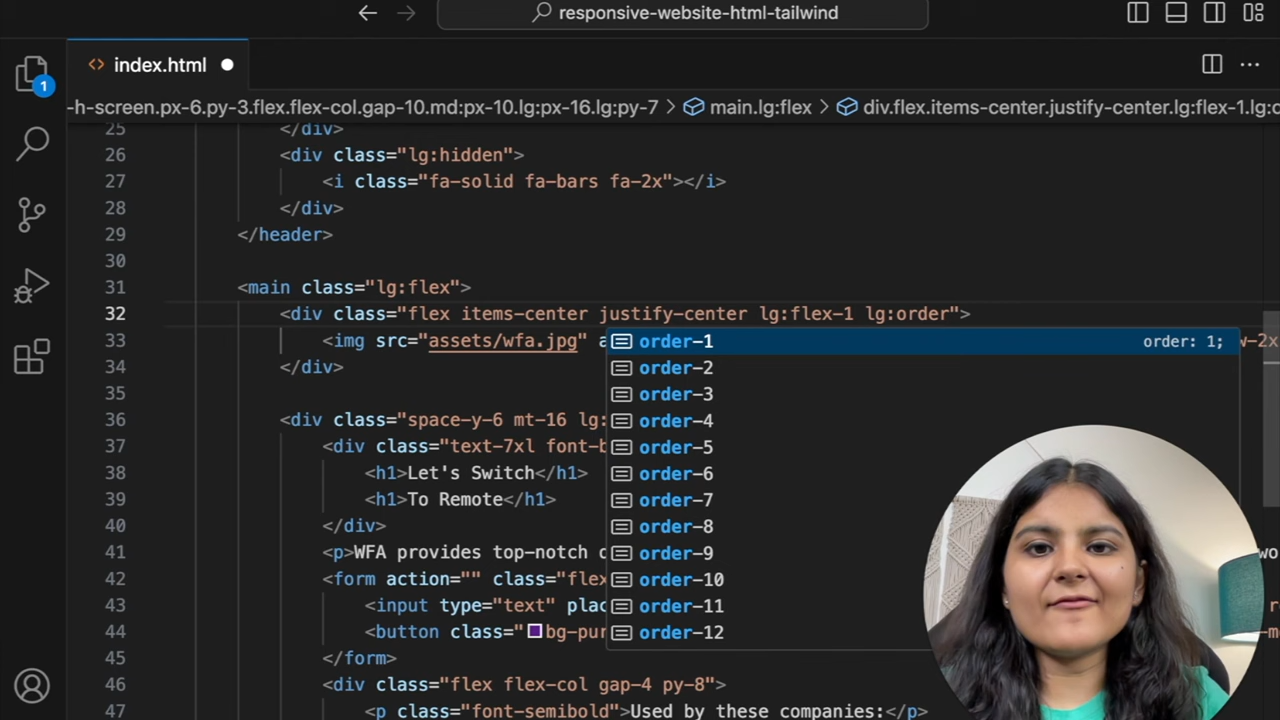 responsive-website-html-tailwind
index.html
1
-h-screen.px-6.py-3.flex.flex-col.gap-10.md:px-10.lg:px-16.lg:py-7 > main.lg:flex > div.flex.items-center.justify-center.lg:flex-1.lg:o
25 </div>
26 <div class="lg:hidden">
27 <i class="fa-solid fa-bars fa-2x"></i>
28 </div>
29 </header>
30
31 <main class="lg:flex">
32 <div class="flex items-center justify-center lg:flex-1 lg:order">
33 <img src="assets/wfa.jpg" a w-2x
order-1 order: 1;
order-2
order-3
order-4
order-5
order-6
order-7
order-8
order-9
order-10
order-11
order-12
34 </div>
35
36 <div class="space-y-6 mt-16 lg:
37 <div class="text-7xl font-b
38 <h1>Let's Switch</h1>
39 <h1>To Remote</h1>
40 </div>
41 <p>WFA provides top-notch wo
42 <form action="" class="flex
43 <input type="text" plac r
44 <button class="bg-pur -m
45 </form>
46 <div class="flex flex-col gap-4 py-8">
47 <p class="font-semibold">Used by these companies:</p>